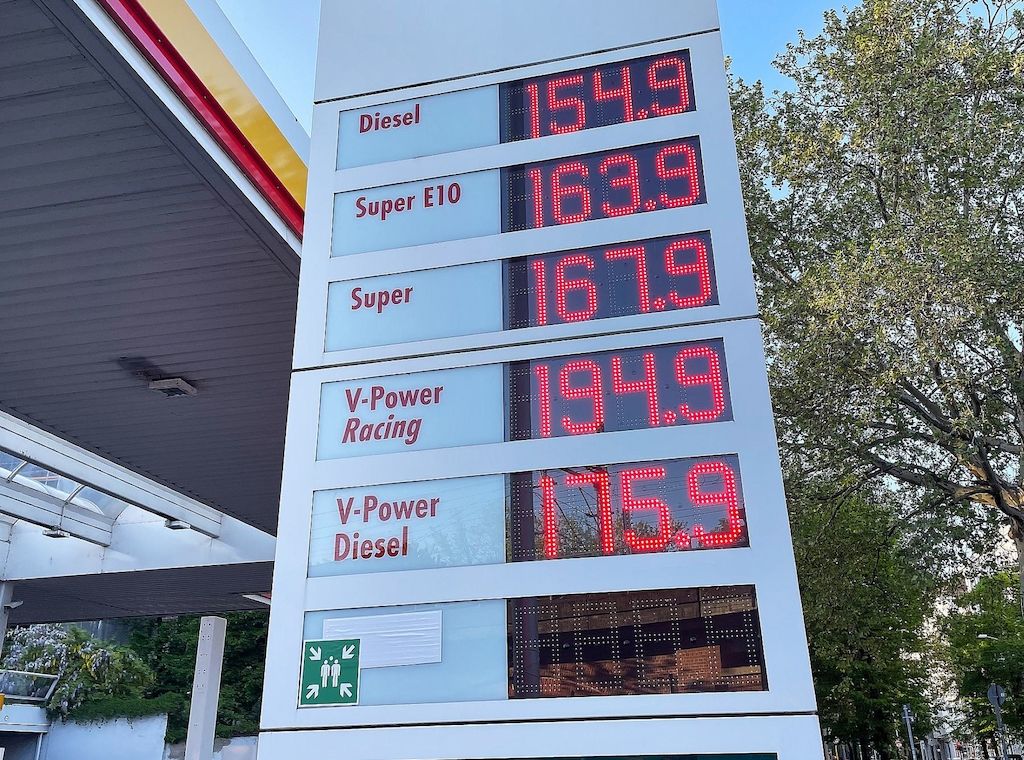 Diesel 154.9
Super E10 163.9
Super 167.9
V-Power
Racing 194.9
V-Power
Diesel 175.9